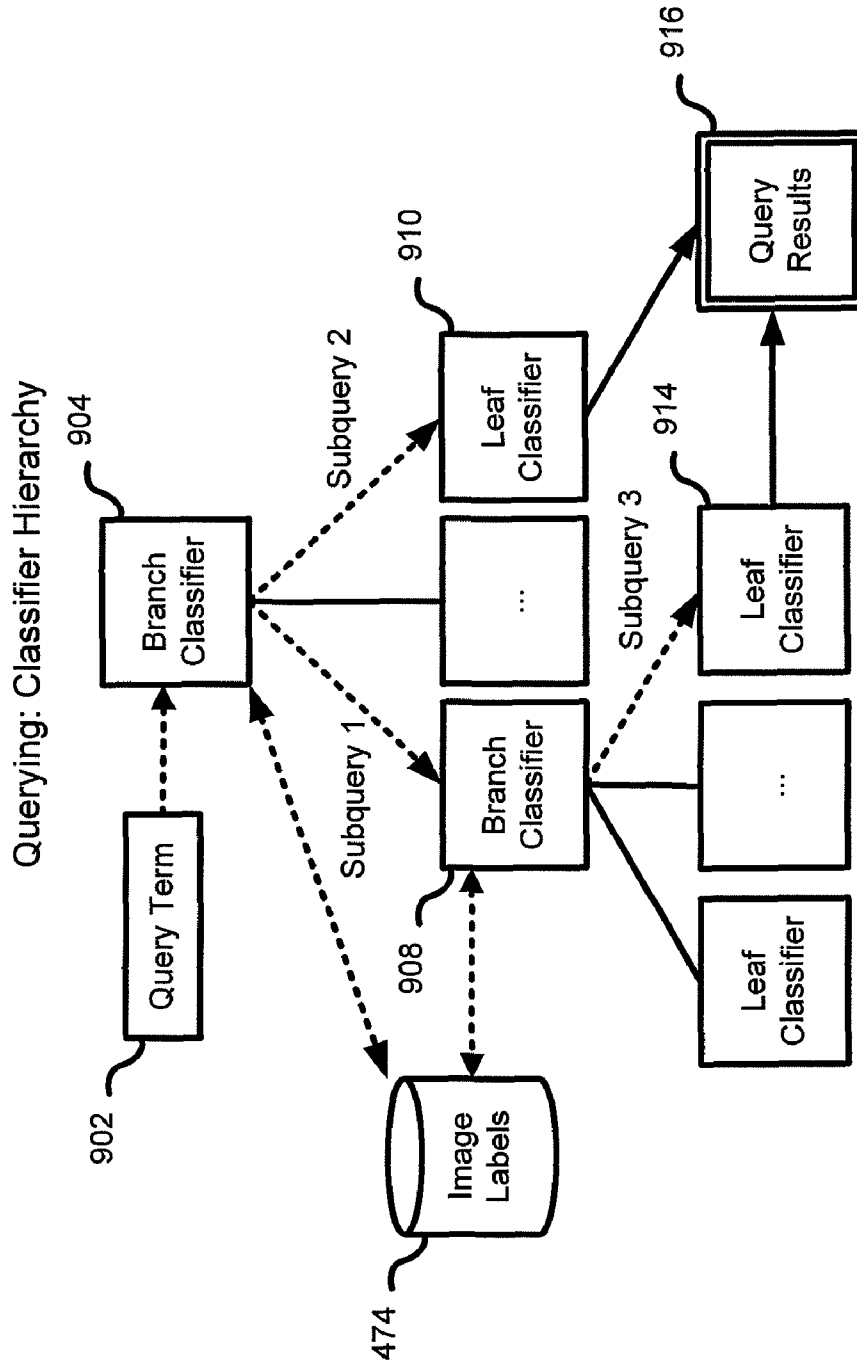 Querying: Classifier Hierarchy
904
902
Query Term
Branch
Classifier
Subquery 1
Subquery 2
474
Image
Labels
908
Branch
Classifier
...
910
Leaf
Classifier
Subquery 3
914
916
Leaf
Classifier
...
Leaf
Classifier
Query
Results